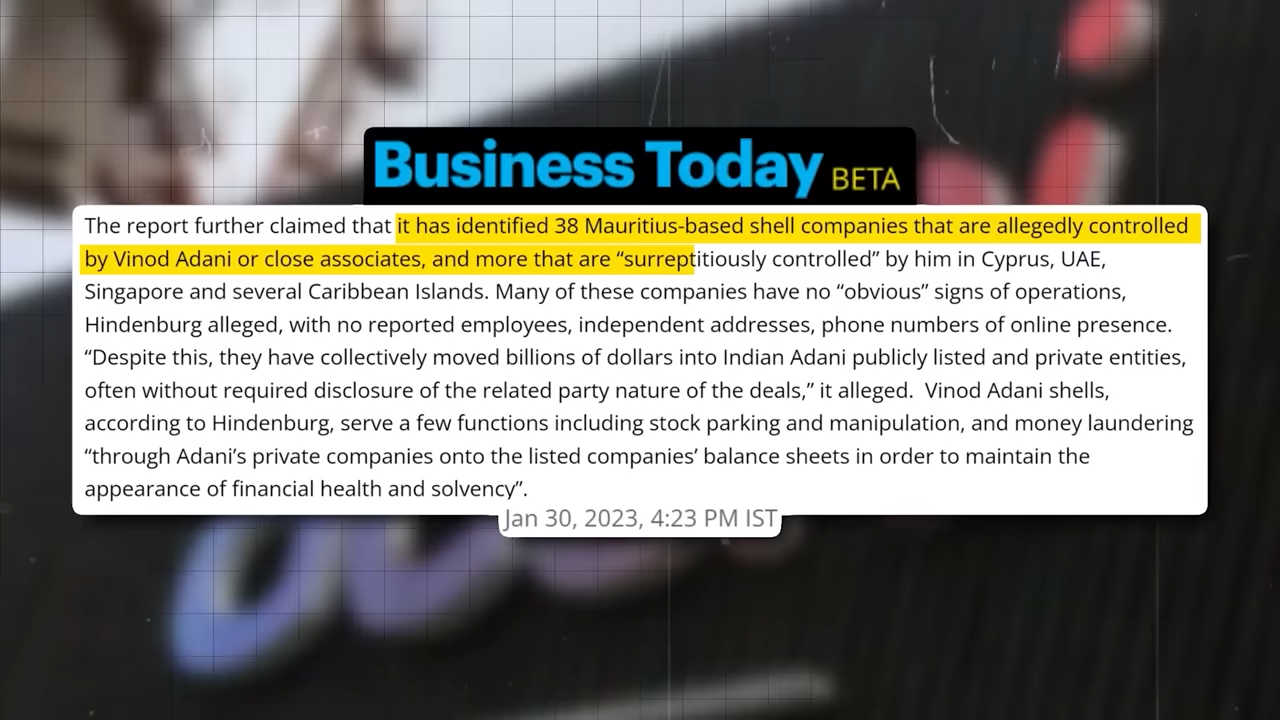 Business Today BETA
The report further claimed that it has identified 38 Mauritius-based shell companies that are allegedly controlled
by Vinod Adani or close associates, and more that are “surreptitiously controlled” by him in Cyprus, UAE,
Singapore and several Caribbean Islands. Many of these companies have no “obvious” signs of operations,
Hindenburg alleged, with no reported employees, independent addresses, phone numbers of online presence.
“Despite this, they have collectively moved billions of dollars into Indian Adani publicly listed and private entities,
often without required disclosure of the related party nature of the deals,” it alleged.  Vinod Adani shells,
according to Hindenburg, serve a few functions including stock parking and manipulation, and money laundering
“through Adani’s private companies onto the listed companies’ balance sheets in order to maintain the
appearance of financial health and solvency”.
Jan 30, 2023, 4:23 PM IST